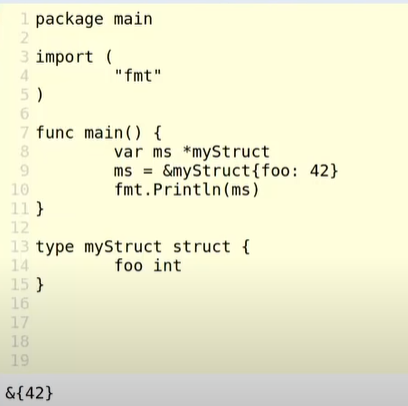 1 package main
2
3 import (
4         "fmt"
5 )
6
7 func main() {
8         var ms *myStruct
9         ms = &myStruct{foo: 42}
10         fmt.Println(ms)
11 }
12
13 type myStruct struct {
14         foo int
15 }
16
17
18
19
&{42}